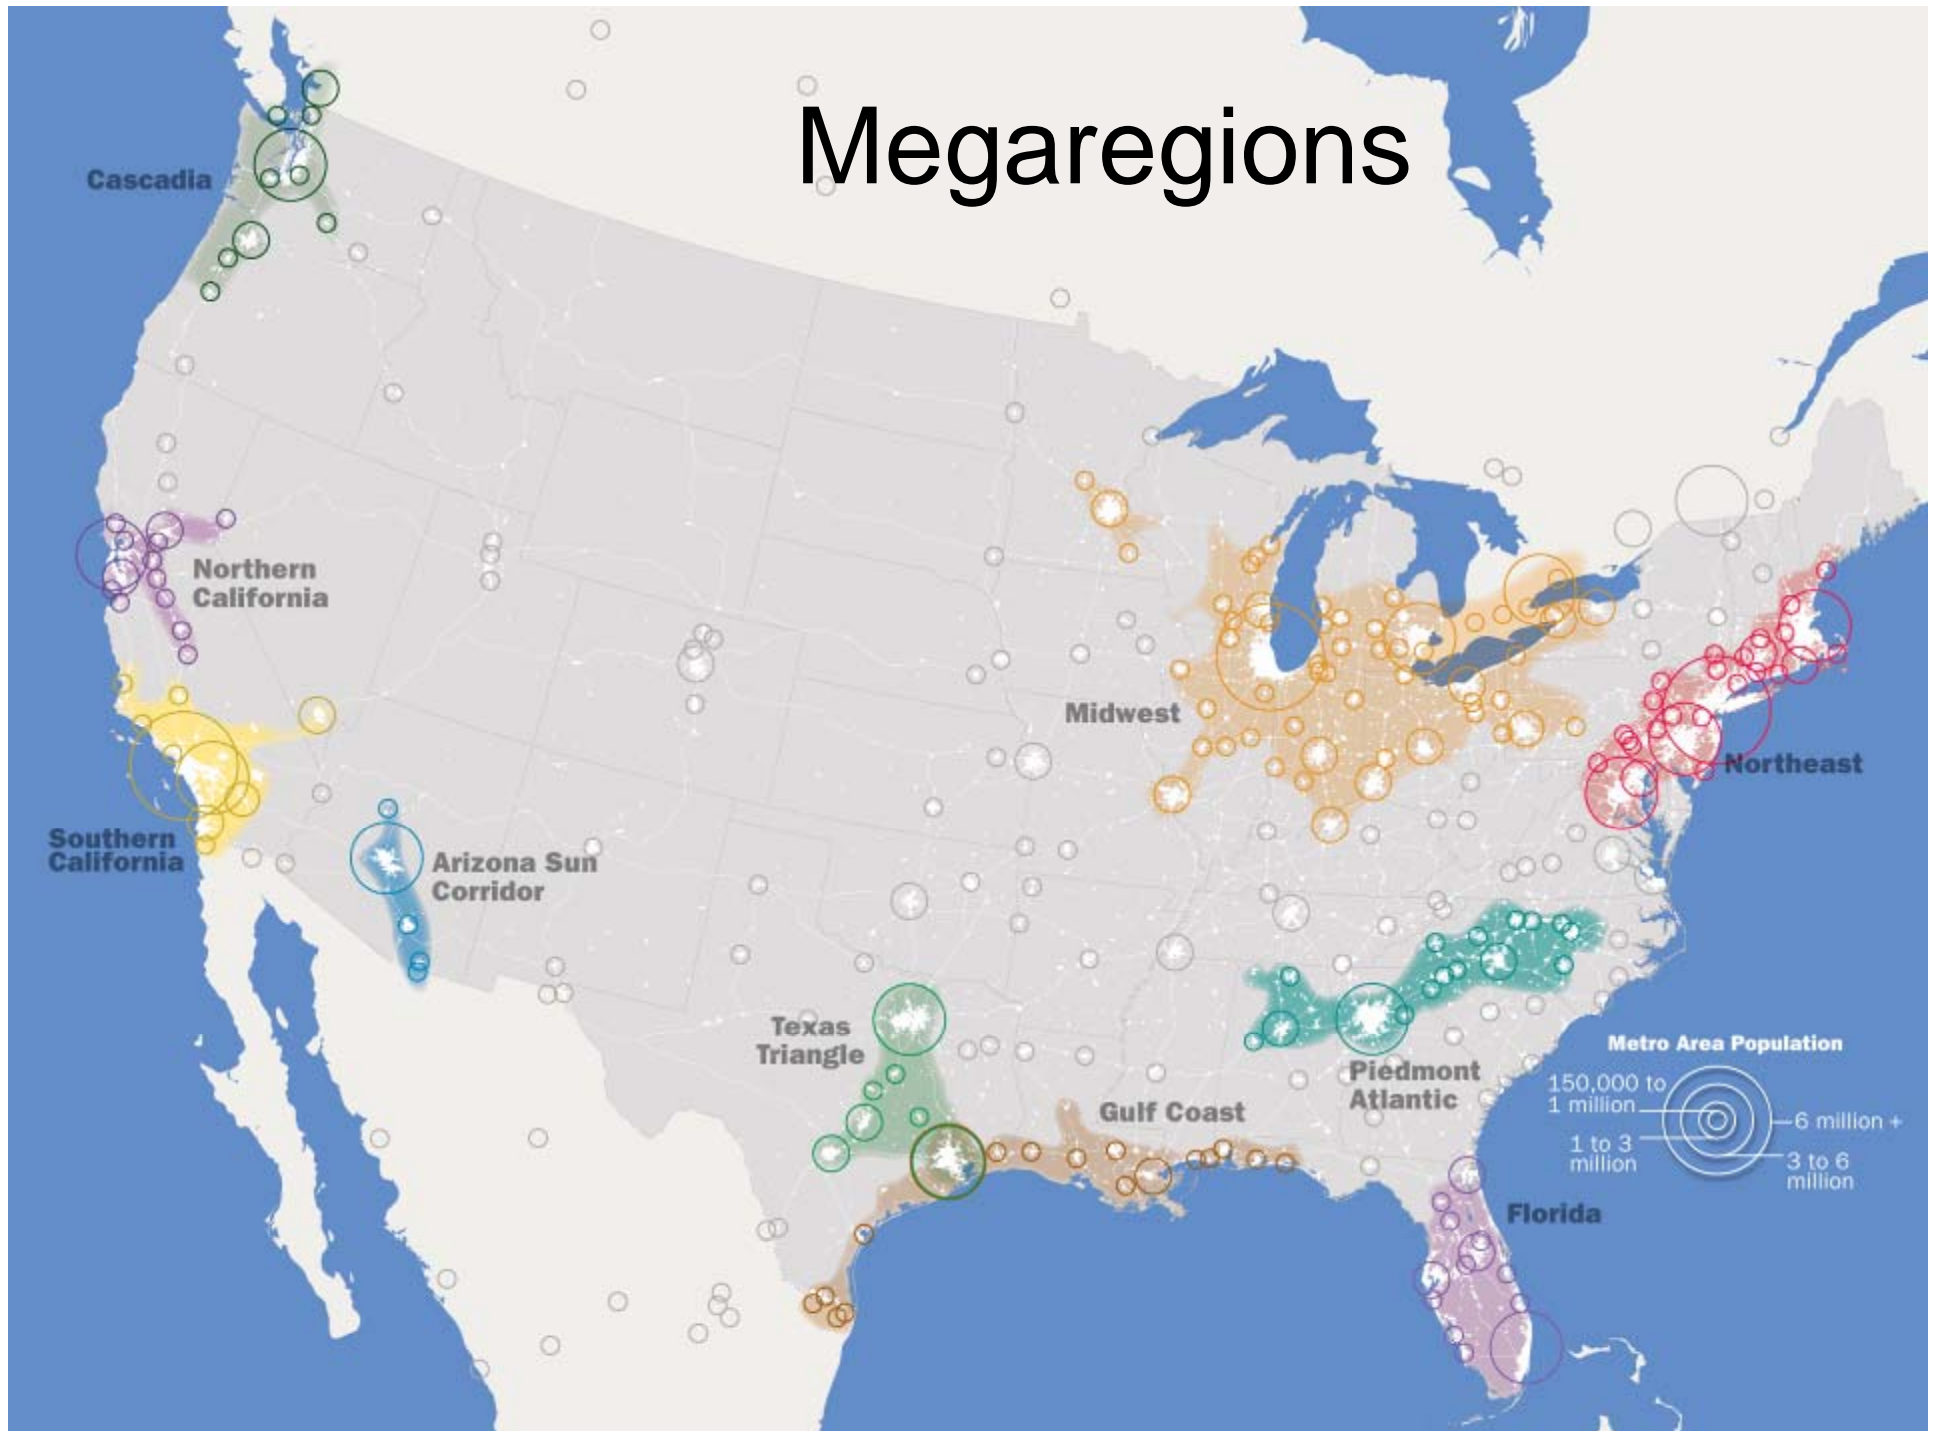 Megaregions
Cascadia
Northern
California
Midwest
Northeast
Southern
California
Arizona Sun
Corridor
Texas
Triangle
Gulf Coast
Piedmont
Atlantic
Florida
Metro Area Population
150,000 to
1 million
6 million +
1 to 3
million
3 to 6
million